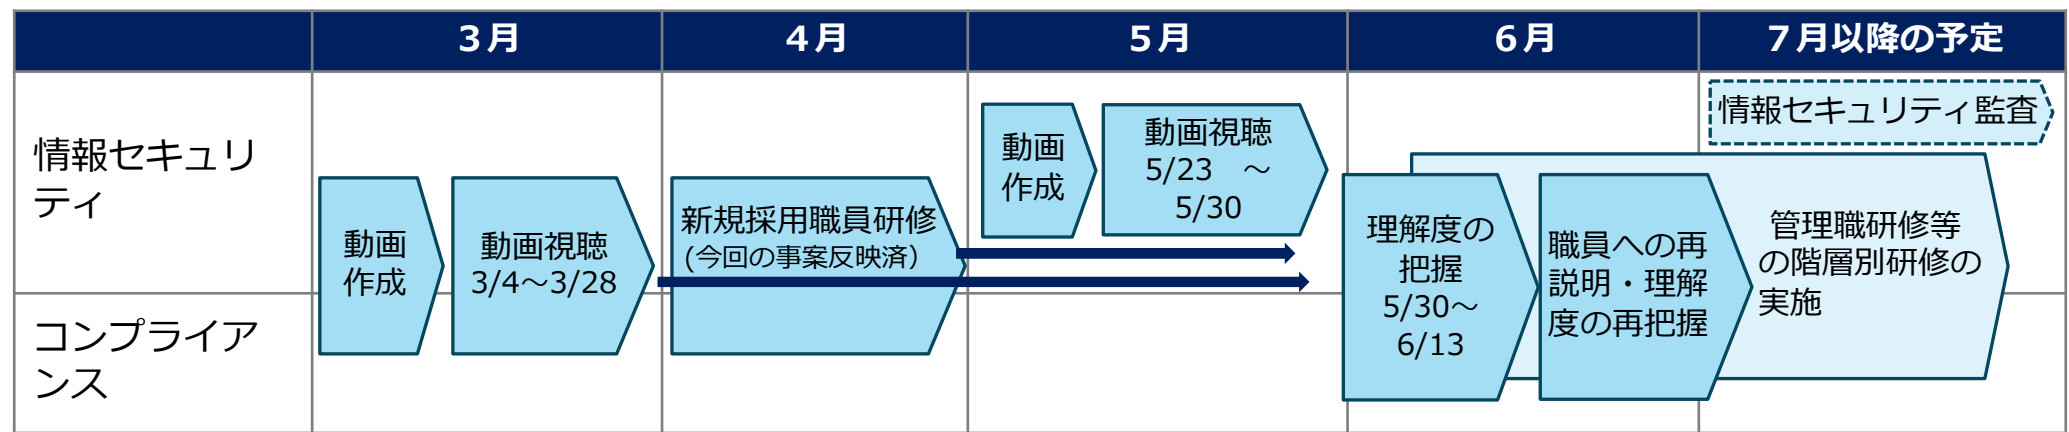 ３月
４月
５月
６月
７月以降の予定
情報セキュリ
ティ
動画
作成
動画視聴
3/4～3/28
新規採用職員研修
(今回の事案反映済）
動画
作成
動画視聴
5/23　～
5/30
理解度の
把握
5/30～
6/13
職員への再
説明・理解
度の再把握
情報セキュリティ監査
管理職研修等
の階層別研修の
実施
コンプライア
ンス